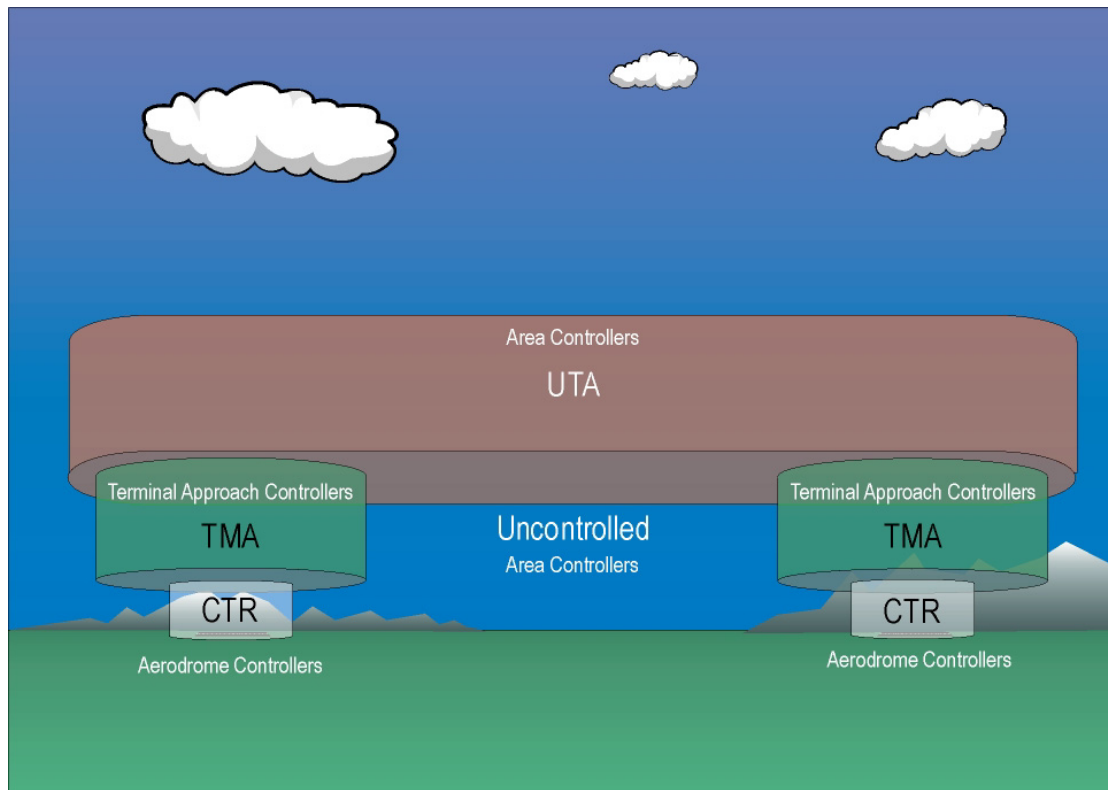 Area Controllers
UTA
Terminal Approach Controllers
TMA
Uncontrolled
Area Controllers
Terminal Approach Controllers
TMA
CTR
Aerodrome Controllers
CTR
Aerodrome Controllers